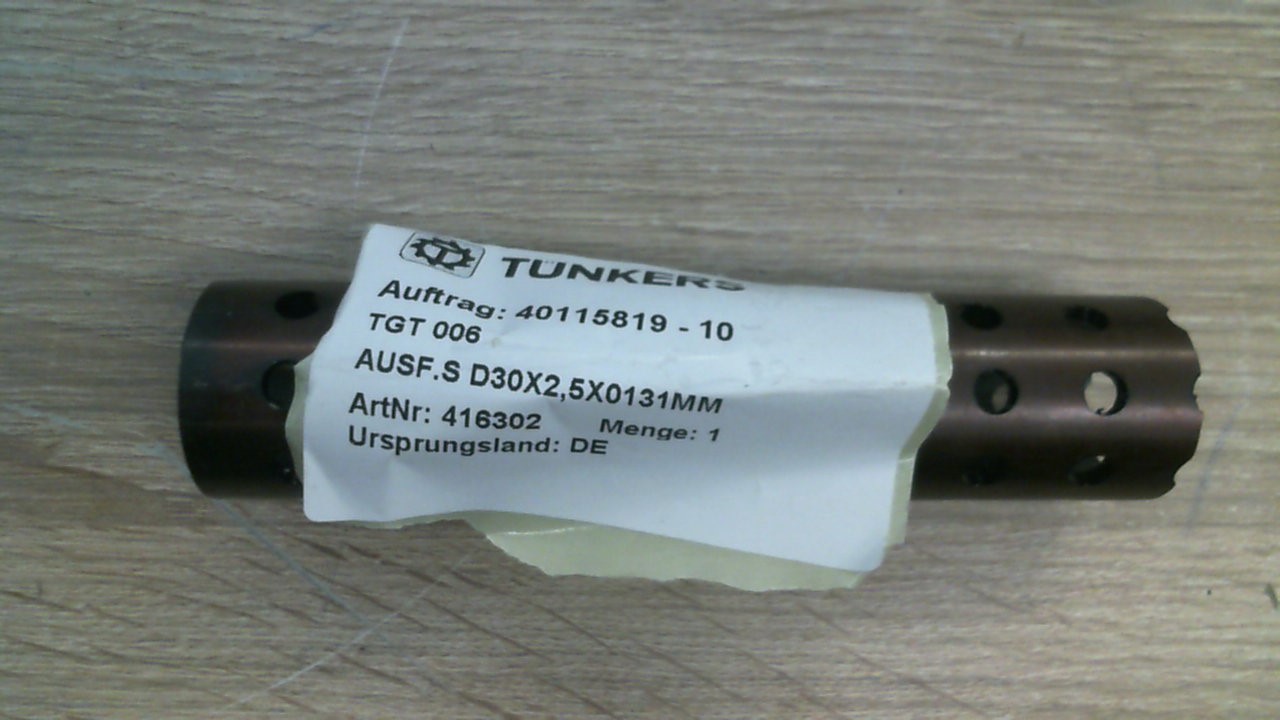 TÜNKERS
Auftrag: 40115819 - 10
TGT 006
AUSF.S D30X2,5X0131MM
ArtNr: 416302 Menge: 1
Ursprungsland: DE